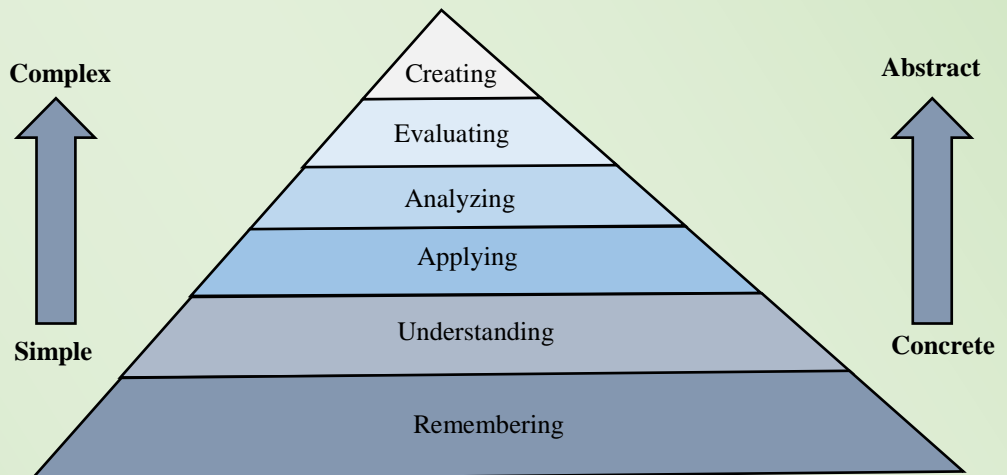 Creating
Complex
Abstract
Evaluating
Analyzing
Applying
Understanding
Simple
Concrete
Remembering